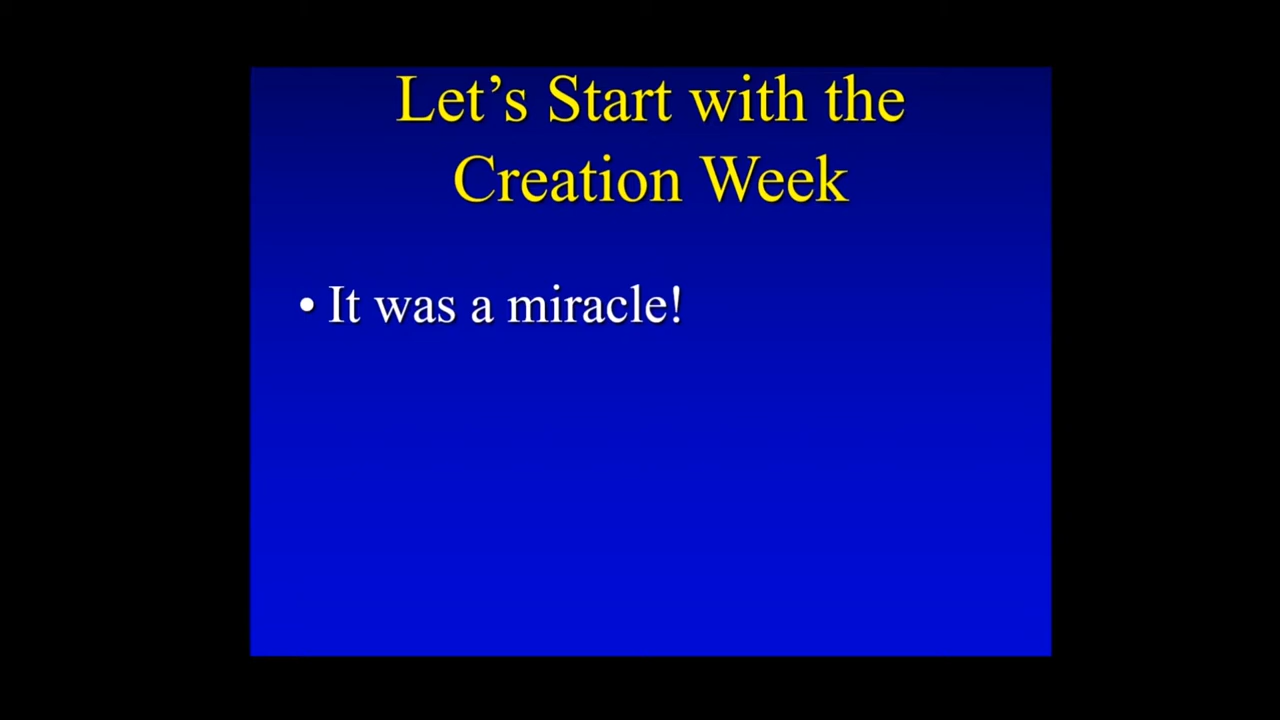 Let’s Start with the
Creation Week
• It was a miracle!